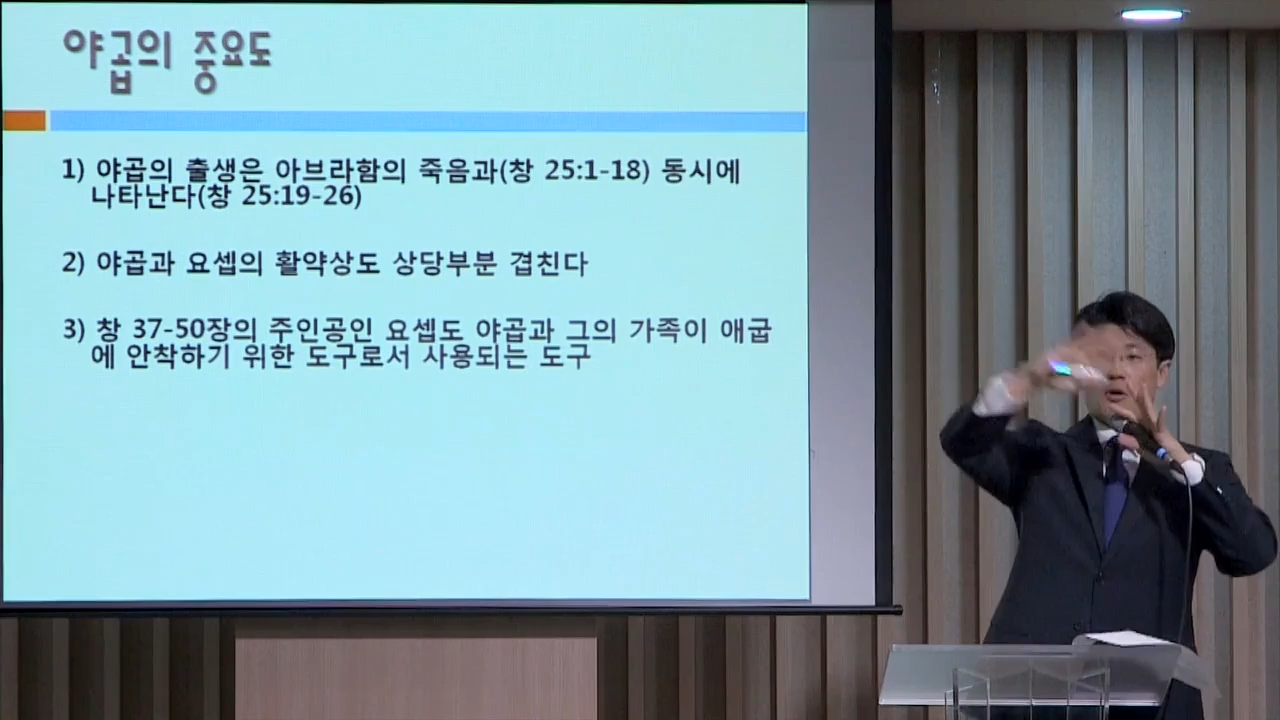 야곱의 중요도
1) 야곱의 출생은 아브라함의 죽음과(창 25:1-18) 동시에
나타난다(창 25:19-26)
2) 야곱과 요셉의 활약상도 상당부분 겹친다
3) 창 37-50장의 주인공인 요셉도 야곱과 그의 가족이 애굽
에 안착하기 위한 도구로서 사용되는 도구